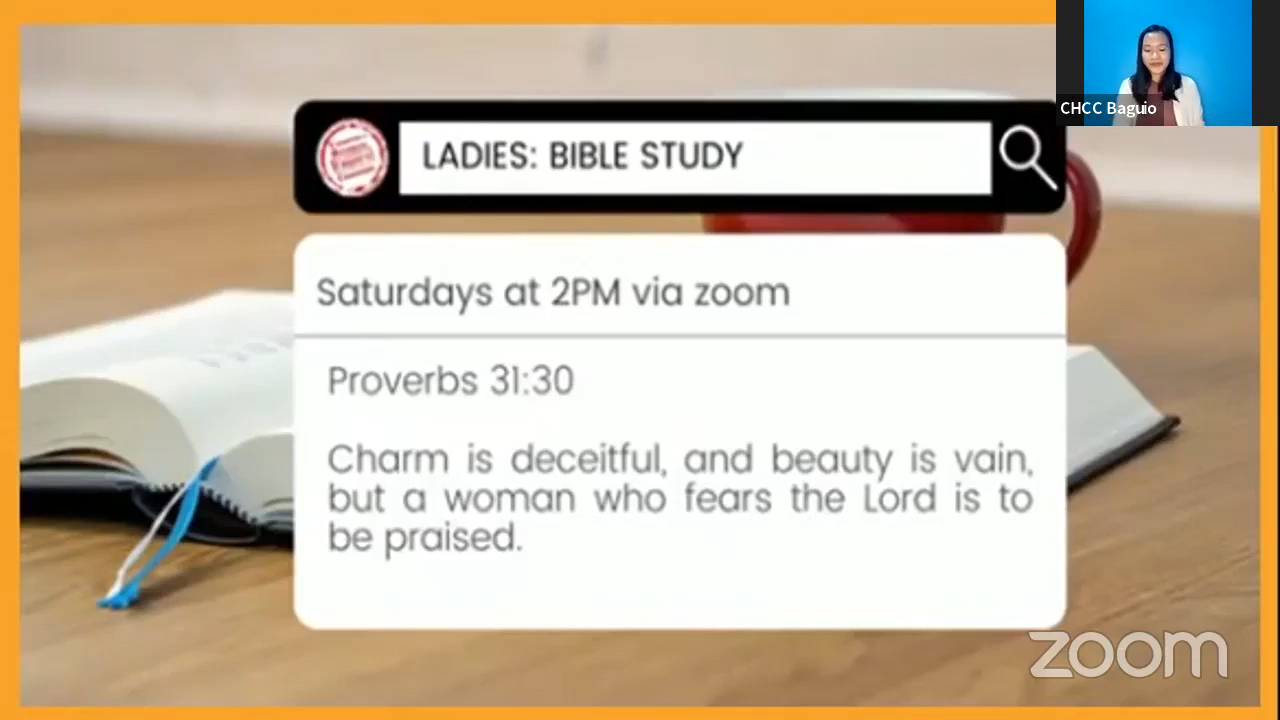 CHCC Baguio
LADIES: BIBLE STUDY
Saturdays at 2PM via zoom
Proverbs 31:30
Charm is deceitful, and beauty is vain,
but a woman who fears the Lord is to
be praised.
zoom